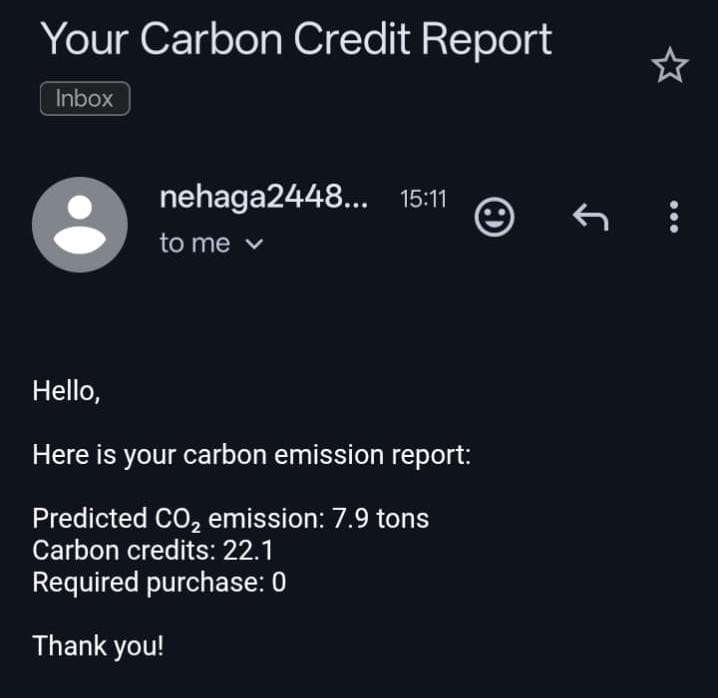 Your Carbon Credit Report
Inbox
nehaga2448... 15:11
to me
Hello,
Here is your carbon emission report:
Predicted CO₂ emission: 7.9 tons
Carbon credits: 22.1
Required purchase: 0
Thank you!